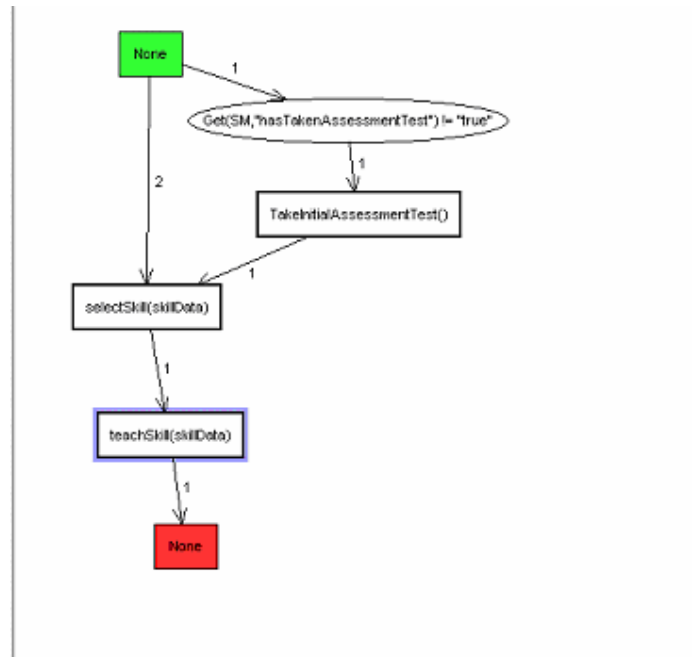 None
1
Get(SM,"hasTakenAssessmentTest") != "true"
1
2
TakeInitialAssessmentTest()
1
selectSkill(skillData)
1
teachSkill(skillData)
1
None